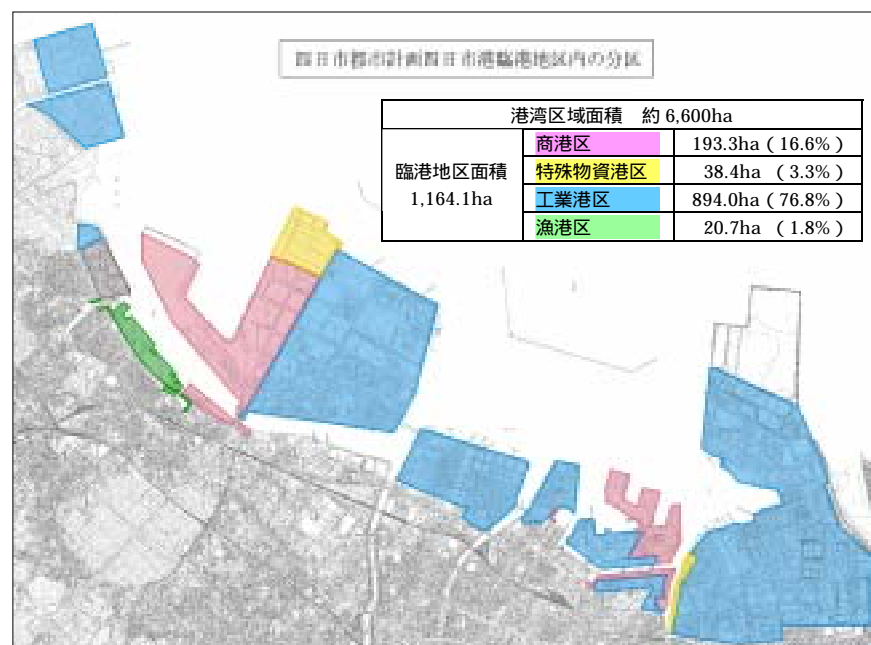 四日市都市計画四日市港臨港地区内の分区
港湾区域面積 約 6,600ha
臨港地区面積
1,164.1ha
商港区 193.3ha（16.6%）
特殊物資港区 38.4ha （3.3%）
工業港区 894.0ha（76.8%）
漁港区 20.7ha （1.8%）